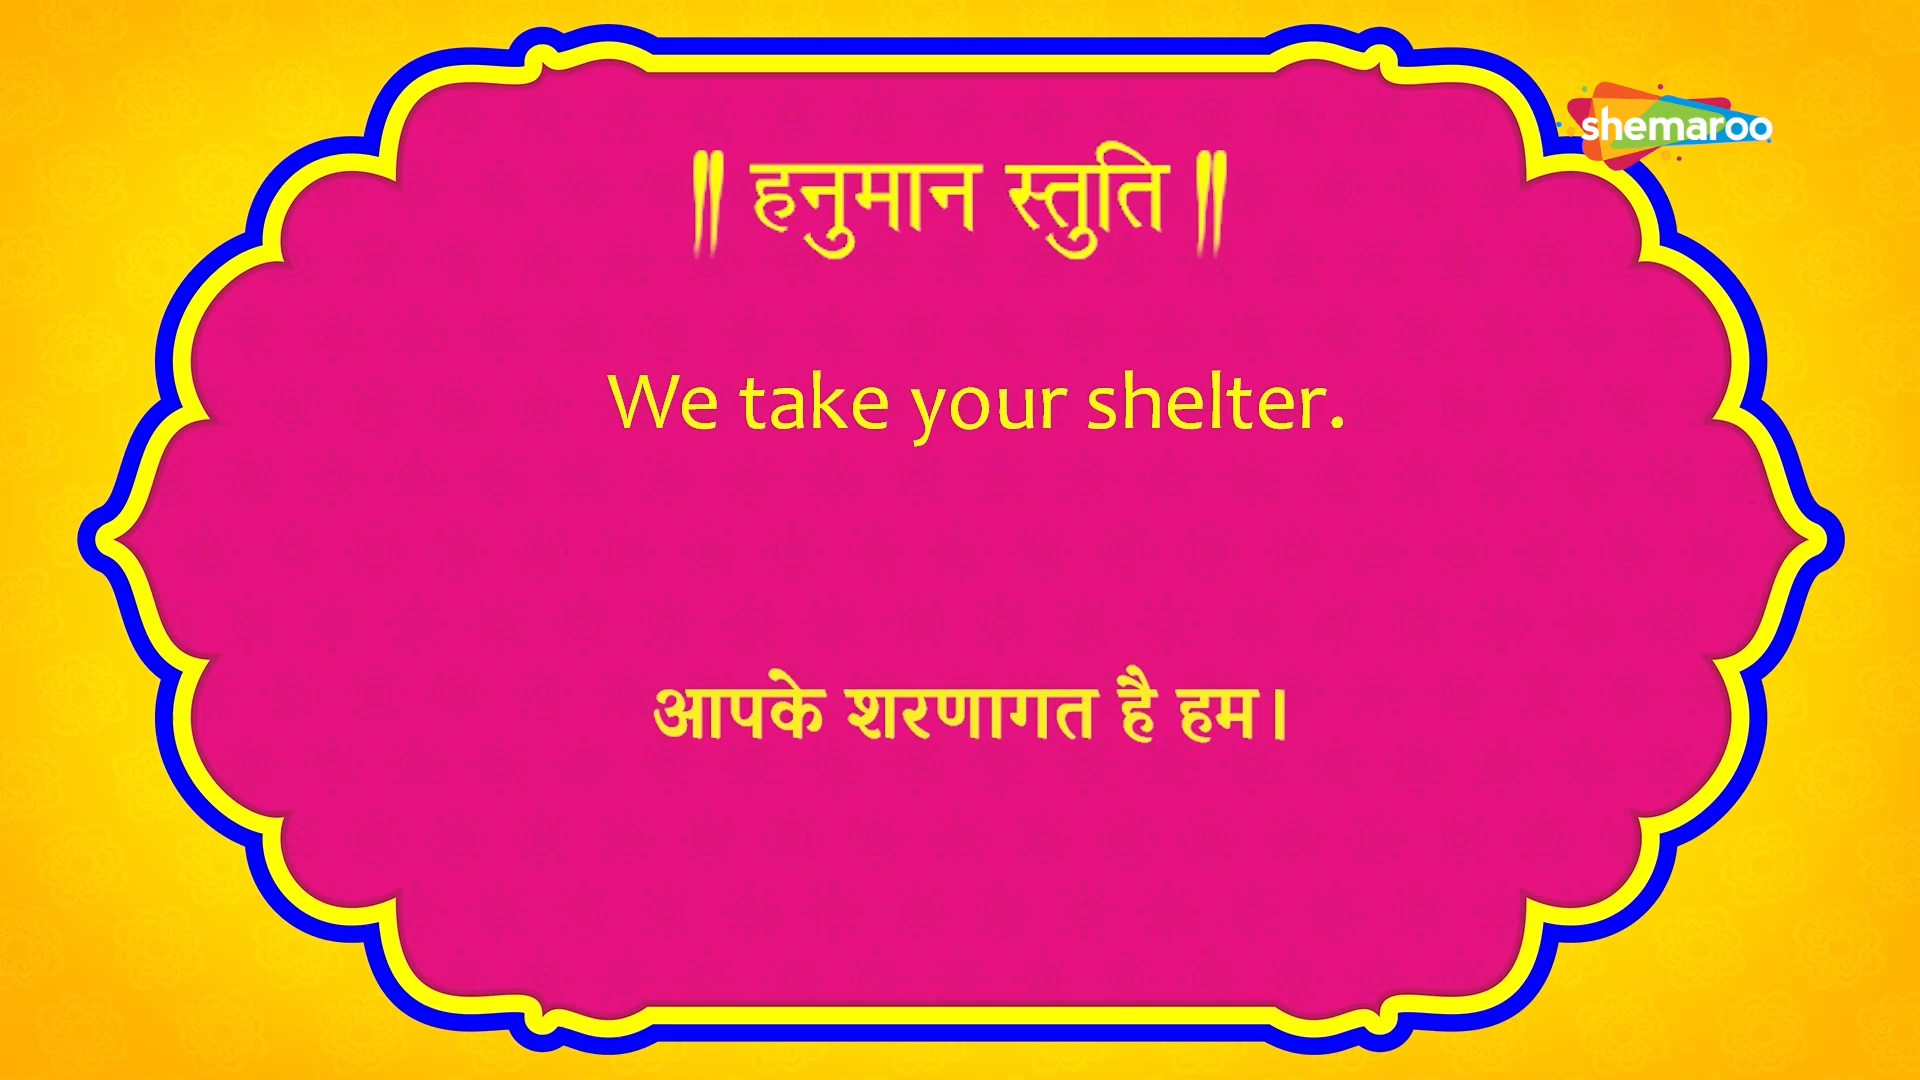 shemaroo
॥ हनुमान स्तुति ॥
We take your shelter.
आपके शरणागत है हम।